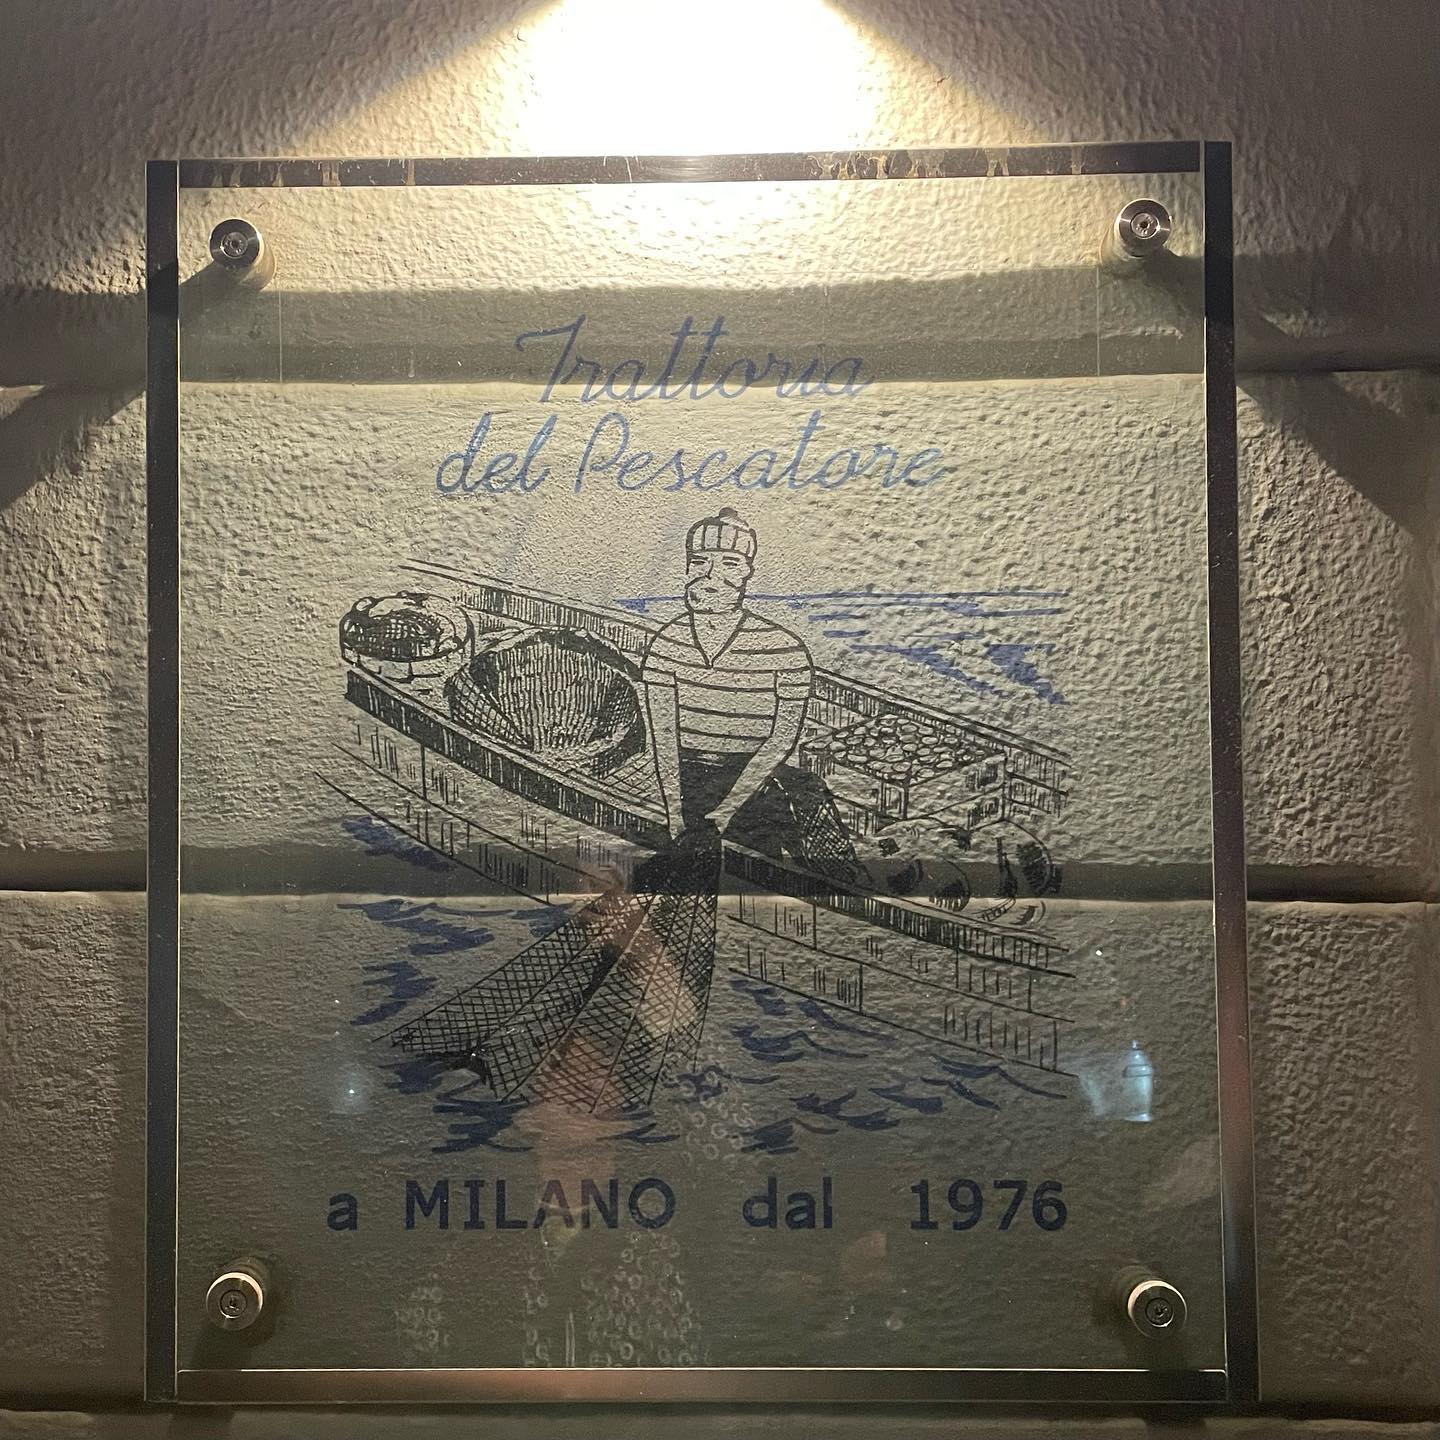 Trattoria
del Pescatore
a MILANO dal 1976